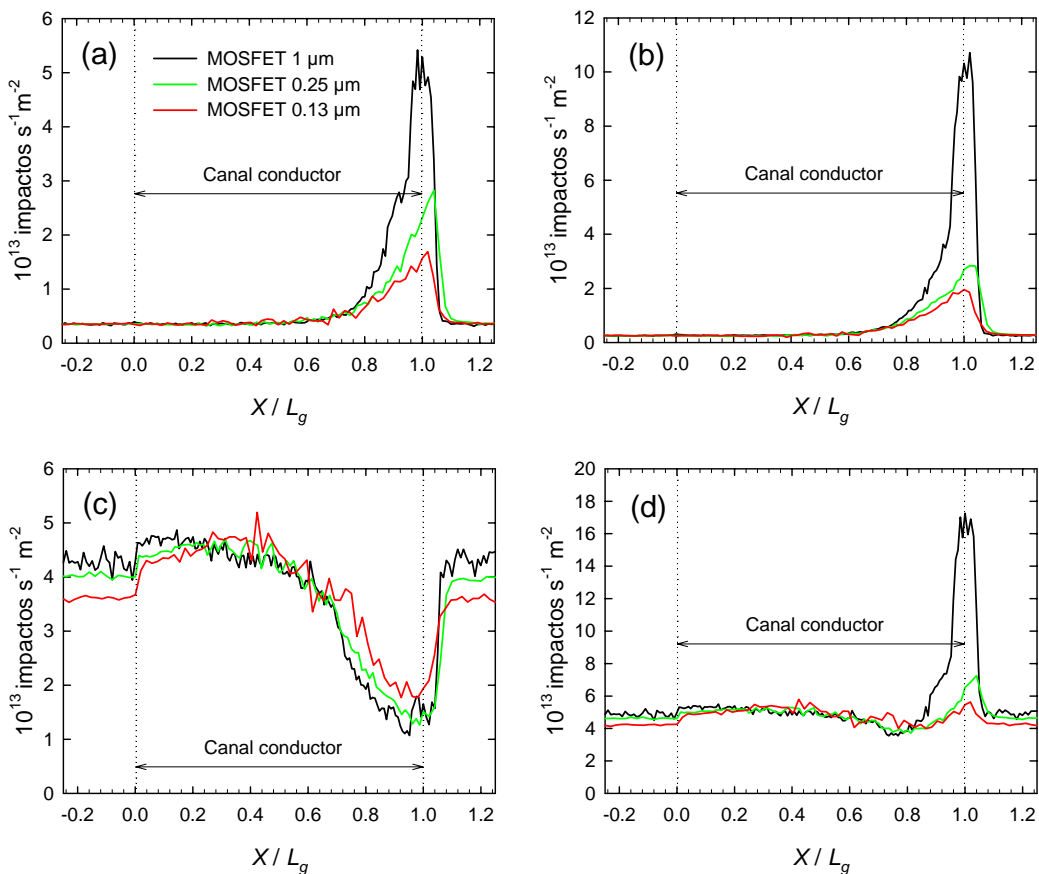 (a)
MOSFET 1 µm
MOSFET 0.25 µm
MOSFET 0.13 µm
Canal conductor
10¹³ impactos s⁻¹ m⁻²
0 1 2 3 4 5 6
-0.2 0.0 0.2 0.4 0.6 0.8 1.0 1.2
X / Lg
(b)
Canal conductor
10¹³ impactos s⁻¹ m⁻²
0 2 4 6 8 10 12
-0.2 0.0 0.2 0.4 0.6 0.8 1.0 1.2
X / Lg
(c)
Canal conductor
10¹³ impactos s⁻¹ m⁻²
0 1 2 3 4 5 6
-0.2 0.0 0.2 0.4 0.6 0.8 1.0 1.2
X / Lg
(d)
Canal conductor
10¹³ impactos s⁻¹ m⁻²
0 2 4 6 8 10 12 14 16 18 20
-0.2 0.0 0.2 0.4 0.6 0.8 1.0 1.2
X / Lg